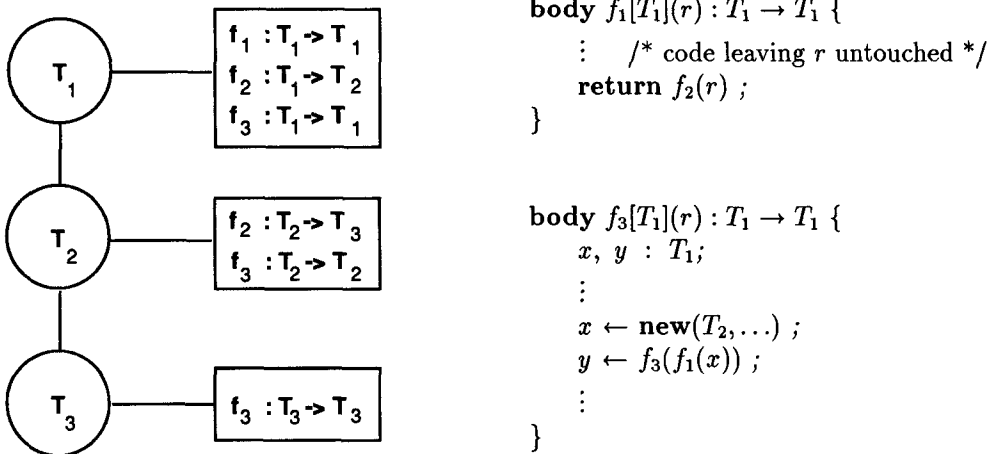 T₁
f₁ : T₁-> T₁
f₂ : T₁-> T₂
f₃ : T₁-> T₁
T₂
f₂ : T₂-> T₃
f₃ : T₂-> T₂
T₃
f₃ : T₃-> T₃
body f₁[T₁](r) : T₁ → T₁ {
⋮ /* code leaving r untouched */
return f₂(r) ;
}
body f₃[T₁](r) : T₁ → T₁ {
x, y : T₁;
⋮
x ← new(T₂,...) ;
y ← f₃(f₁(x)) ;
⋮
}